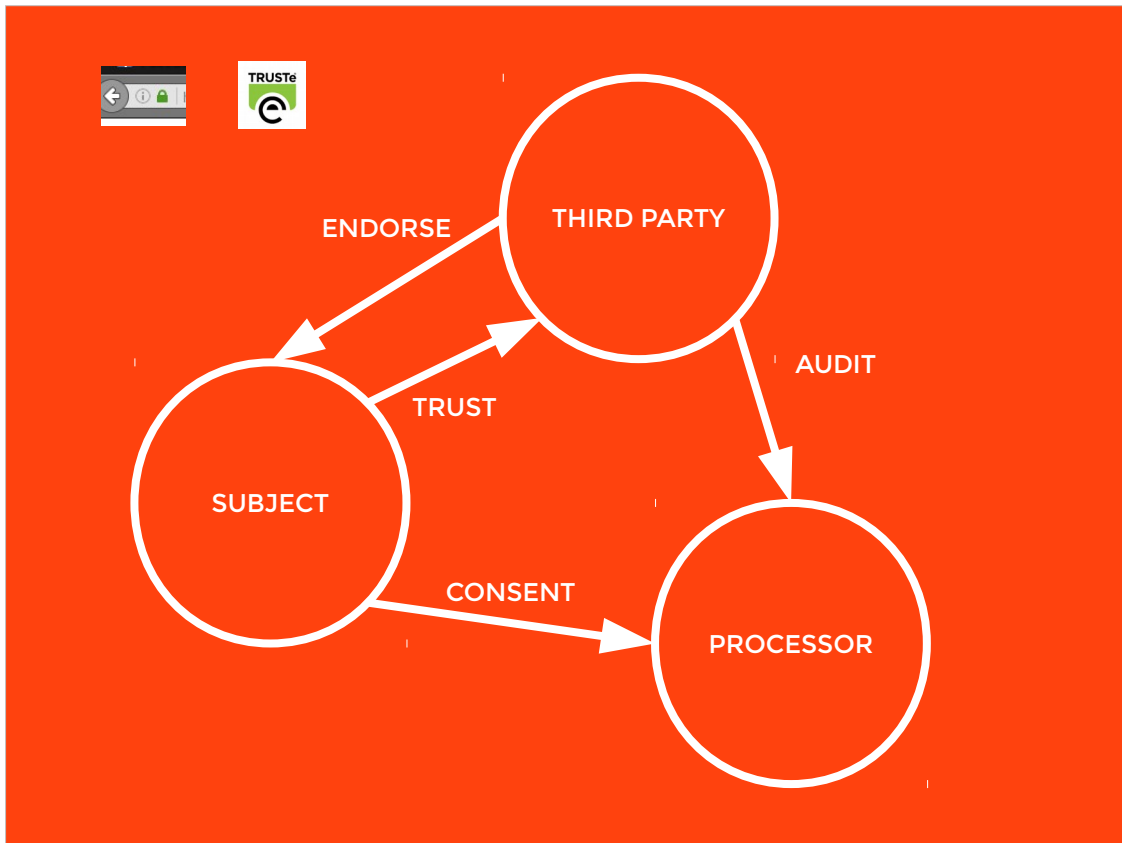 TRUSTe
ENDORSE
THIRD PARTY
AUDIT
TRUST
SUBJECT
CONSENT
PROCESSOR